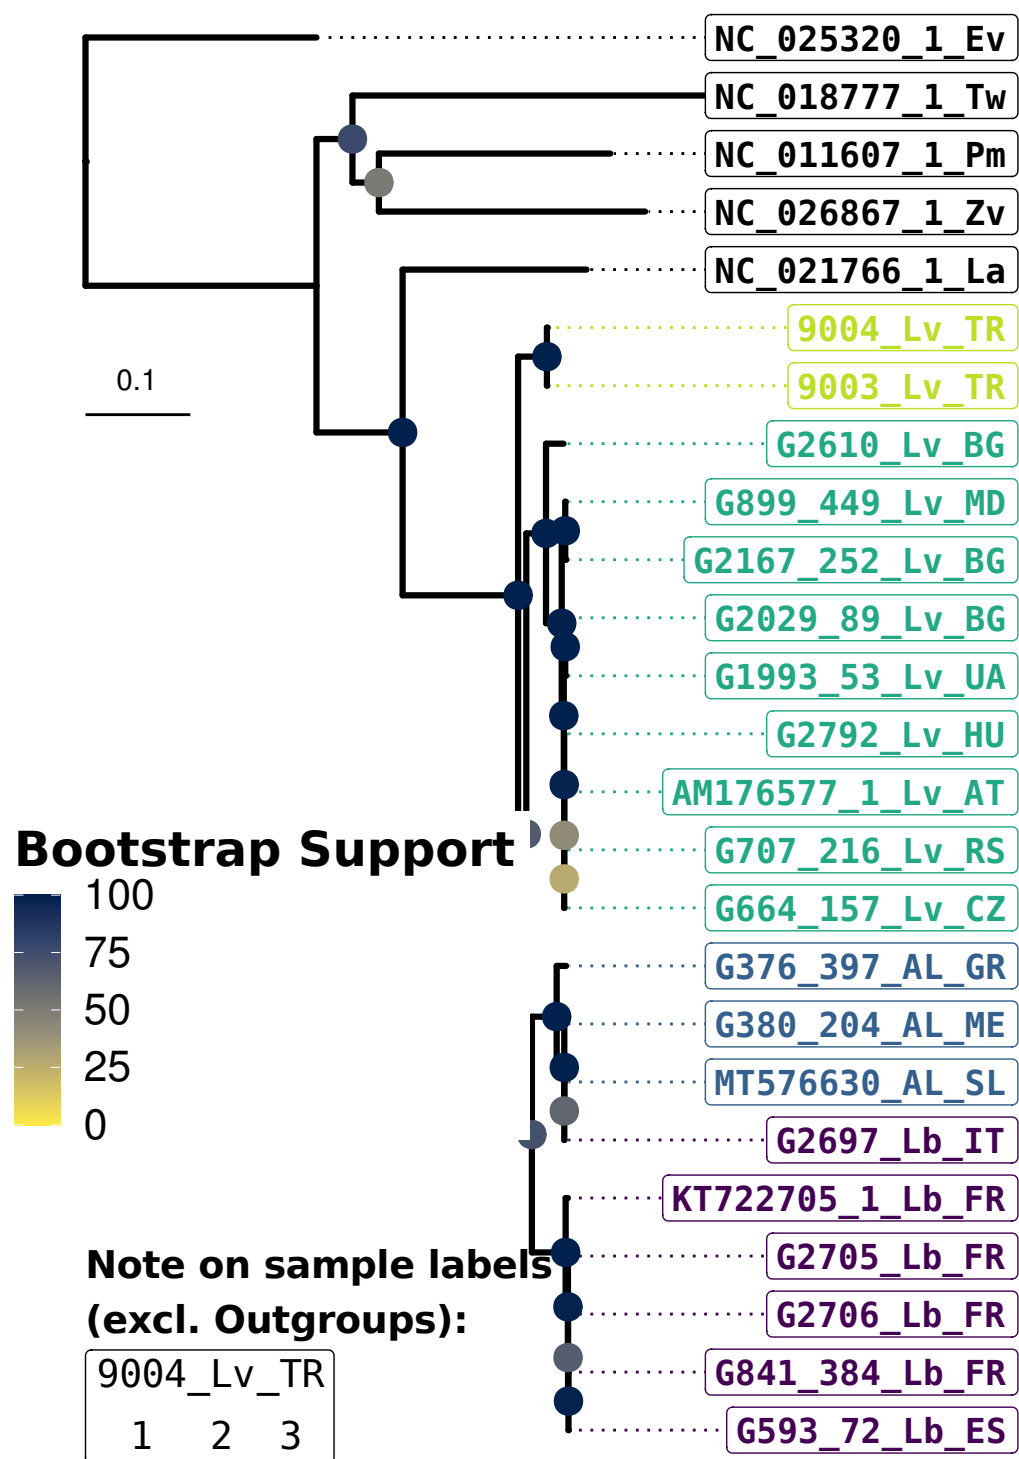 NC_025320_1_Ev
NC_018777_1_Tw
NC_011607_1_Pm
NC_026867_1_Zv
NC_021766_1_La
9004_Lv_TR
0.1
9003_Lv_TR
G2610_Lv_BG
G899_449_Lv_MD
G2167_252_Lv_BG
G2029_89_Lv_BG
G1993_53_Lv_UA
G2792_Lv_HU
AM176577_1_Lv_AT
Bootstrap Support
G707_216_Lv_RS
100
G664_157_Lv_CZ
75
G376_397_AL_GR
50
G380_204_AL_ME
25
MT576630_AL_SL
0
G2697_Lb_IT
KT722705_1_Lb_FR
G2705_Lb_FR
Note on sample labels
(excl. Outgroups):
G2706_Lb_FR
G841_384_Lb_FR
9004_Lv_TR
G593_72_Lb_ES
1 2 3